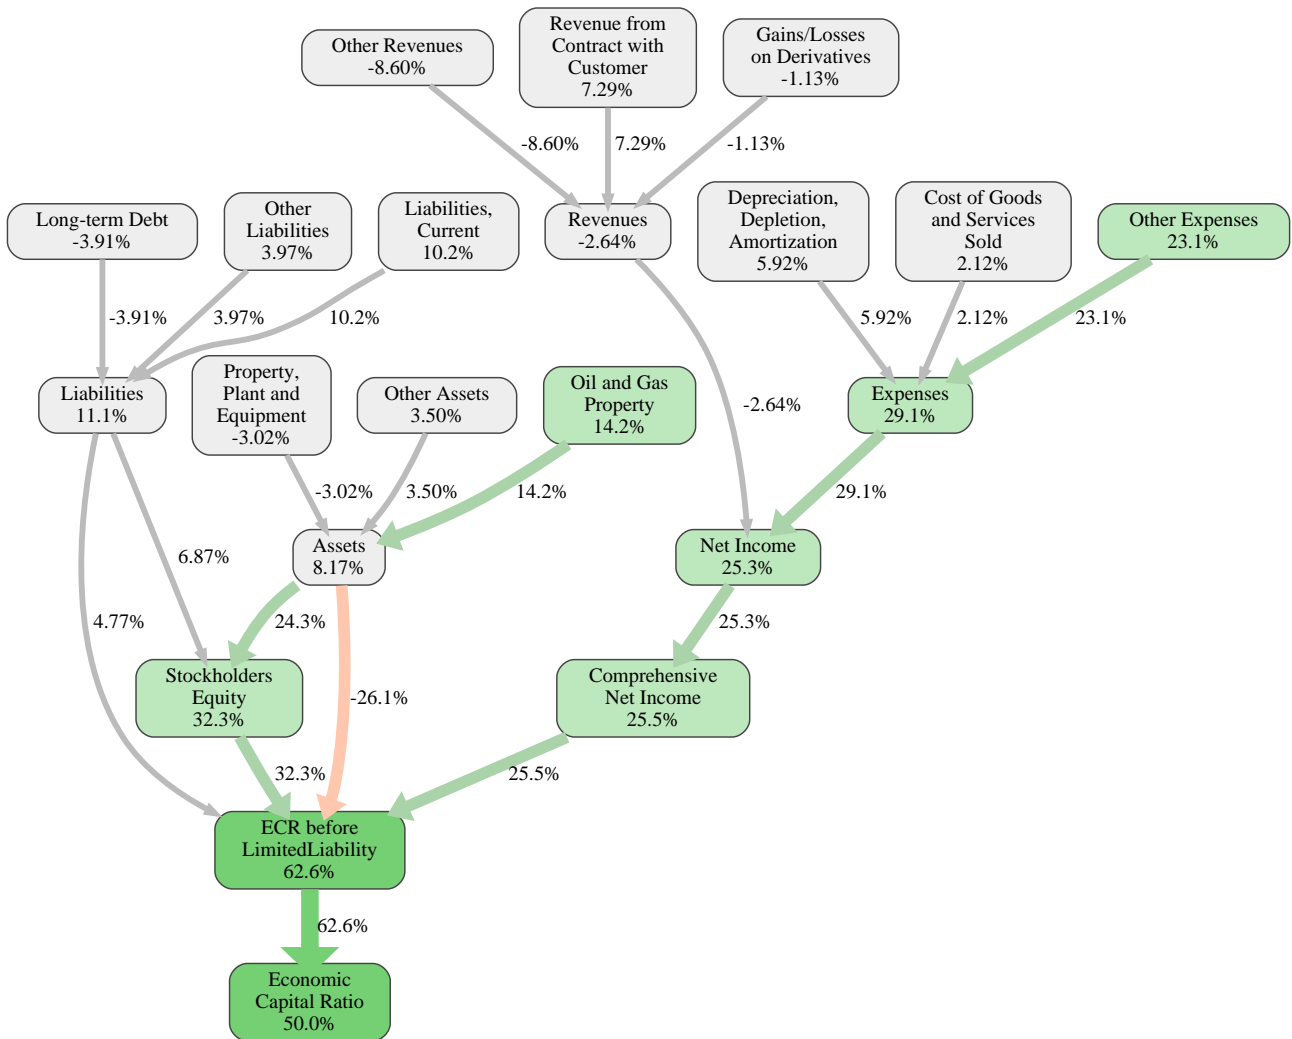 Other Revenues
-8.60%
Revenue from
Contract with
Customer
7.29%
Gains/Losses
on Derivatives
-1.13%
-8.60%
7.29%
-1.13%
Long-term Debt
-3.91%
Other
Liabilities
3.97%
Liabilities,
Current
10.2%
Revenues
-2.64%
Depreciation,
Depletion,
Amortization
5.92%
Cost of Goods
and Services
Sold
2.12%
Other Expenses
23.1%
-3.91%
3.97%
10.2%
5.92%
2.12%
23.1%
Liabilities
11.1%
Property,
Plant and
Equipment
-3.02%
Other Assets
3.50%
Oil and Gas
Property
14.2%
-2.64%
Expenses
29.1%
-3.02%
3.50%
14.2%
29.1%
6.87%
Assets
8.17%
Net Income
25.3%
4.77%
24.3%
25.3%
Stockholders
Equity
32.3%
-26.1%
Comprehensive
Net Income
25.5%
32.3%
25.5%
ECR before
LimitedLiability
62.6%
62.6%
Economic
Capital Ratio
50.0%